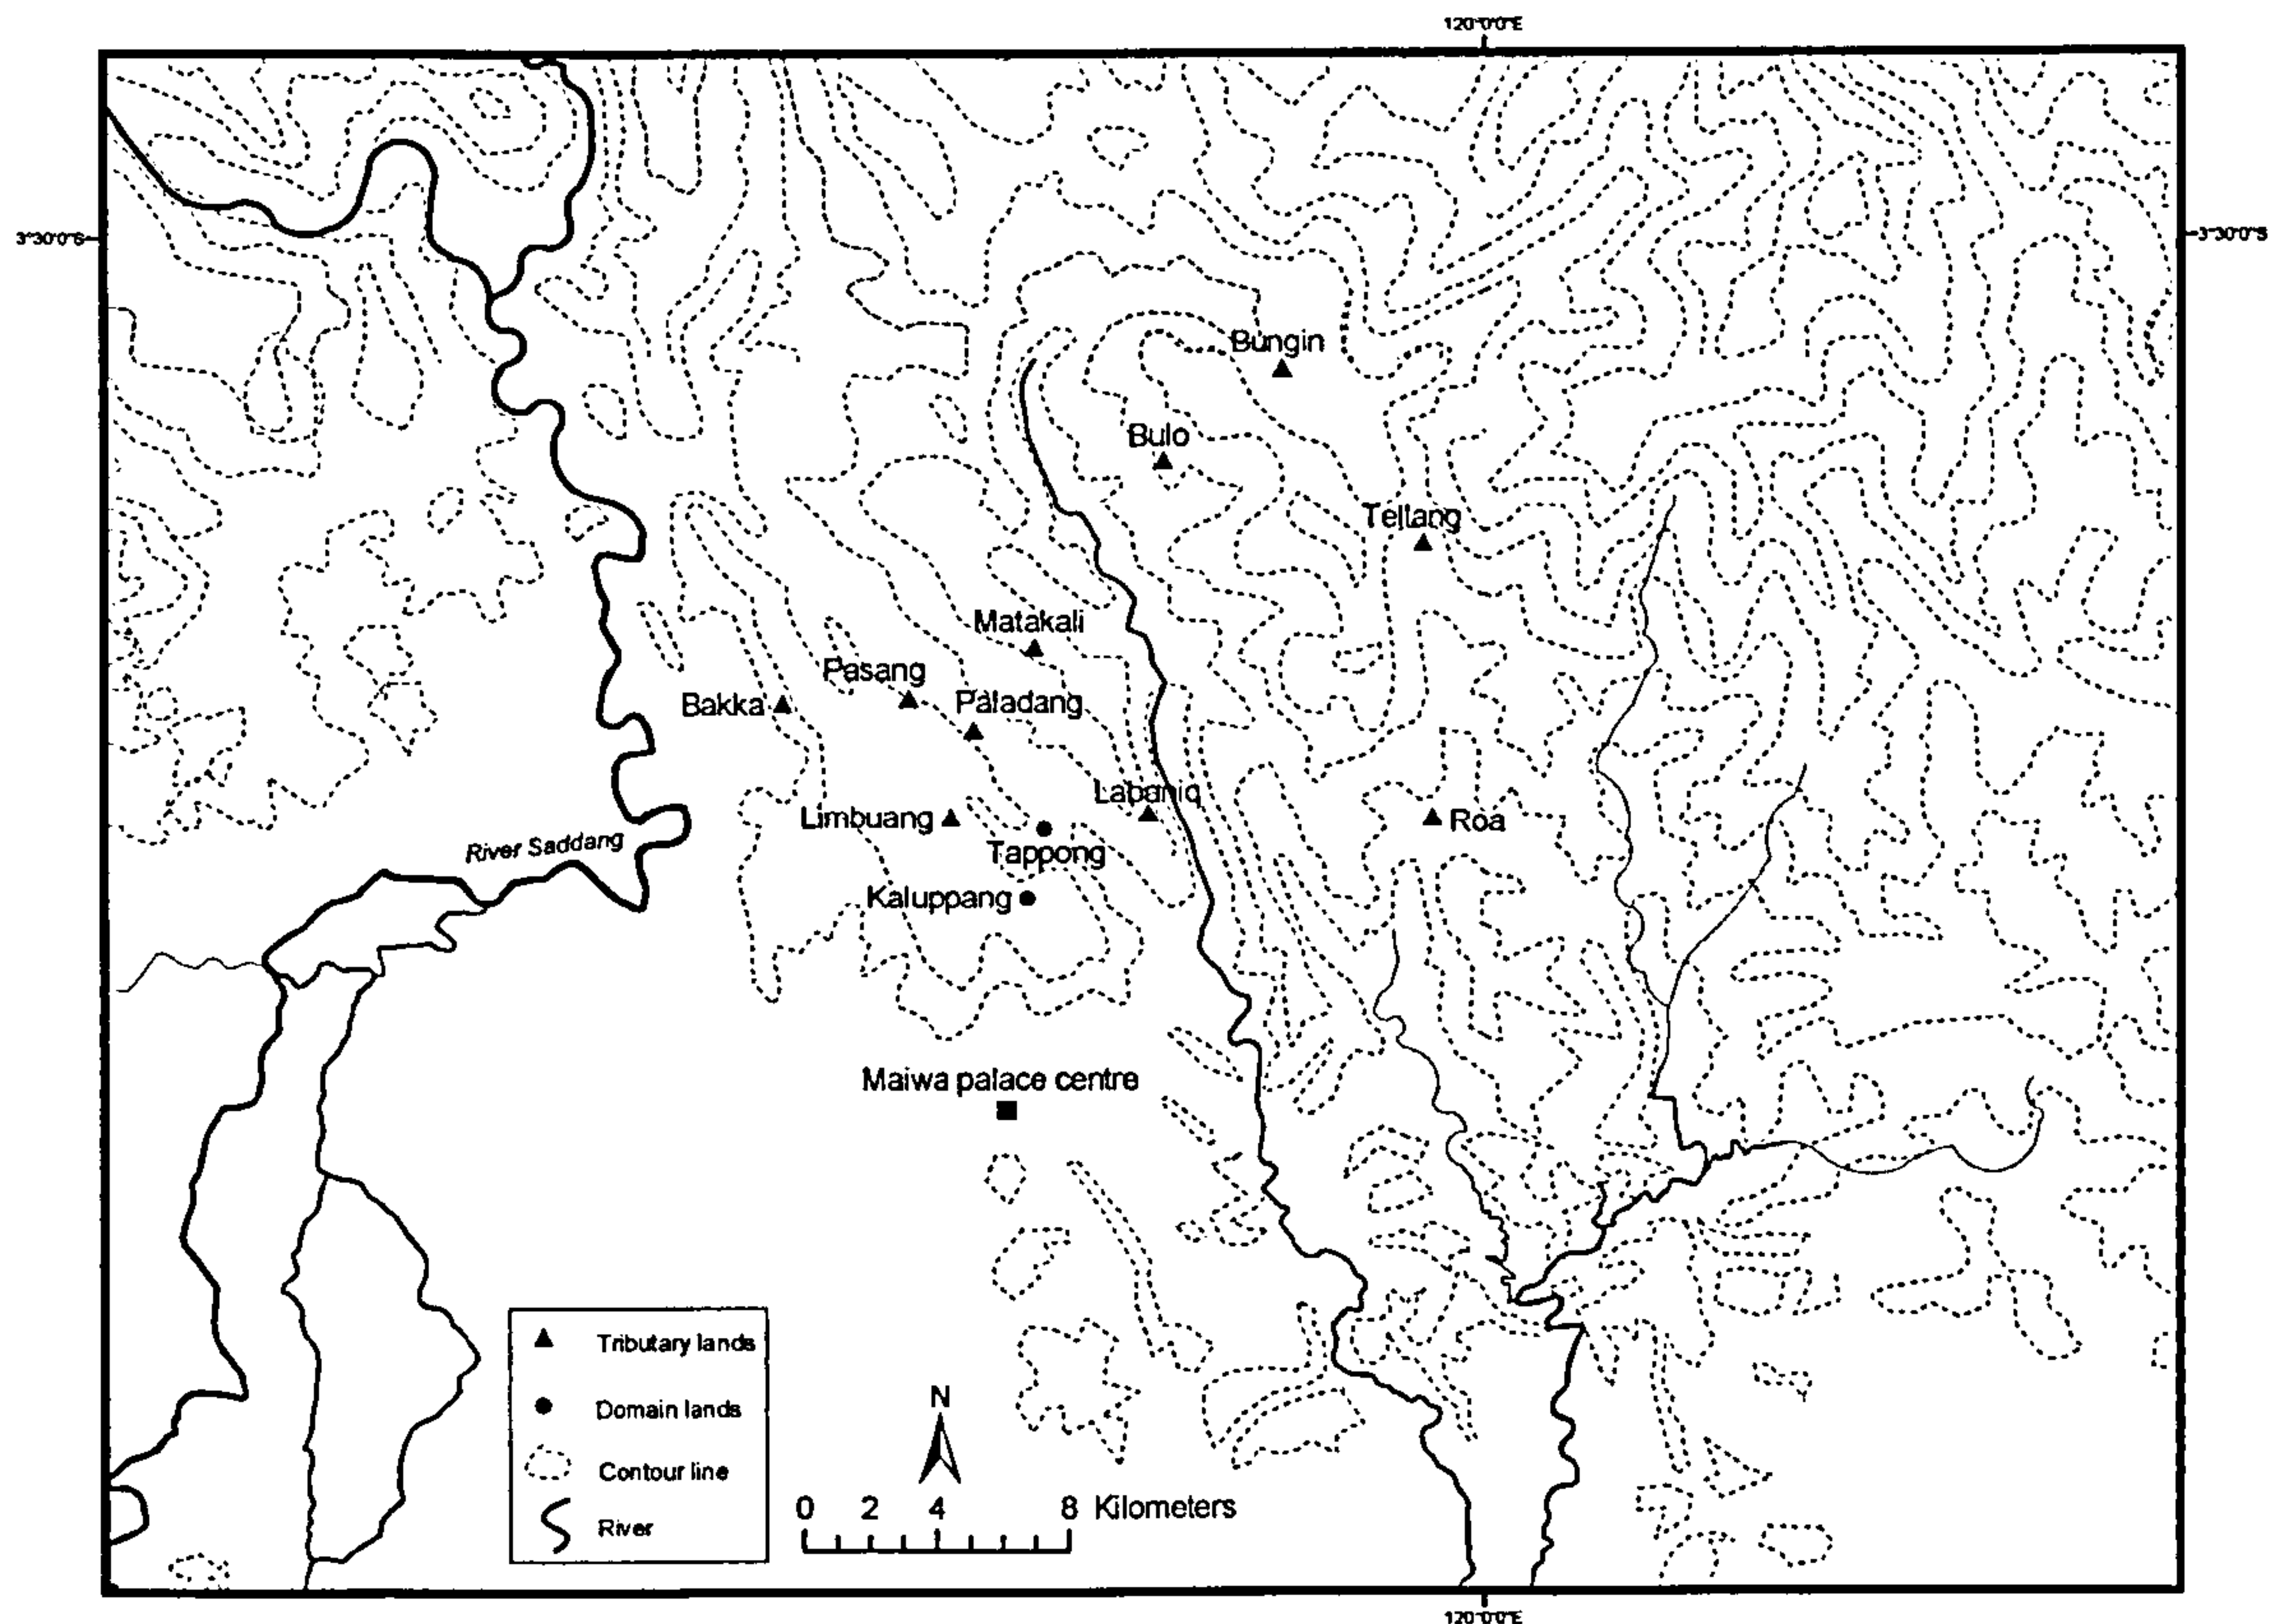 120°0'0"E
3°30'0"S
3°30'0"S
Bungin
Bulo
Tellang
Matakali
Pasang
Bakka
Paladang
Labaniq
Limbuang
Roa
River Saddang
Tappong
Kaluppang
Maiwa palace centre
Tributary lands
Domain lands
Contour line
River
N
0 2 4 8 Kilometers
120°0'0"E